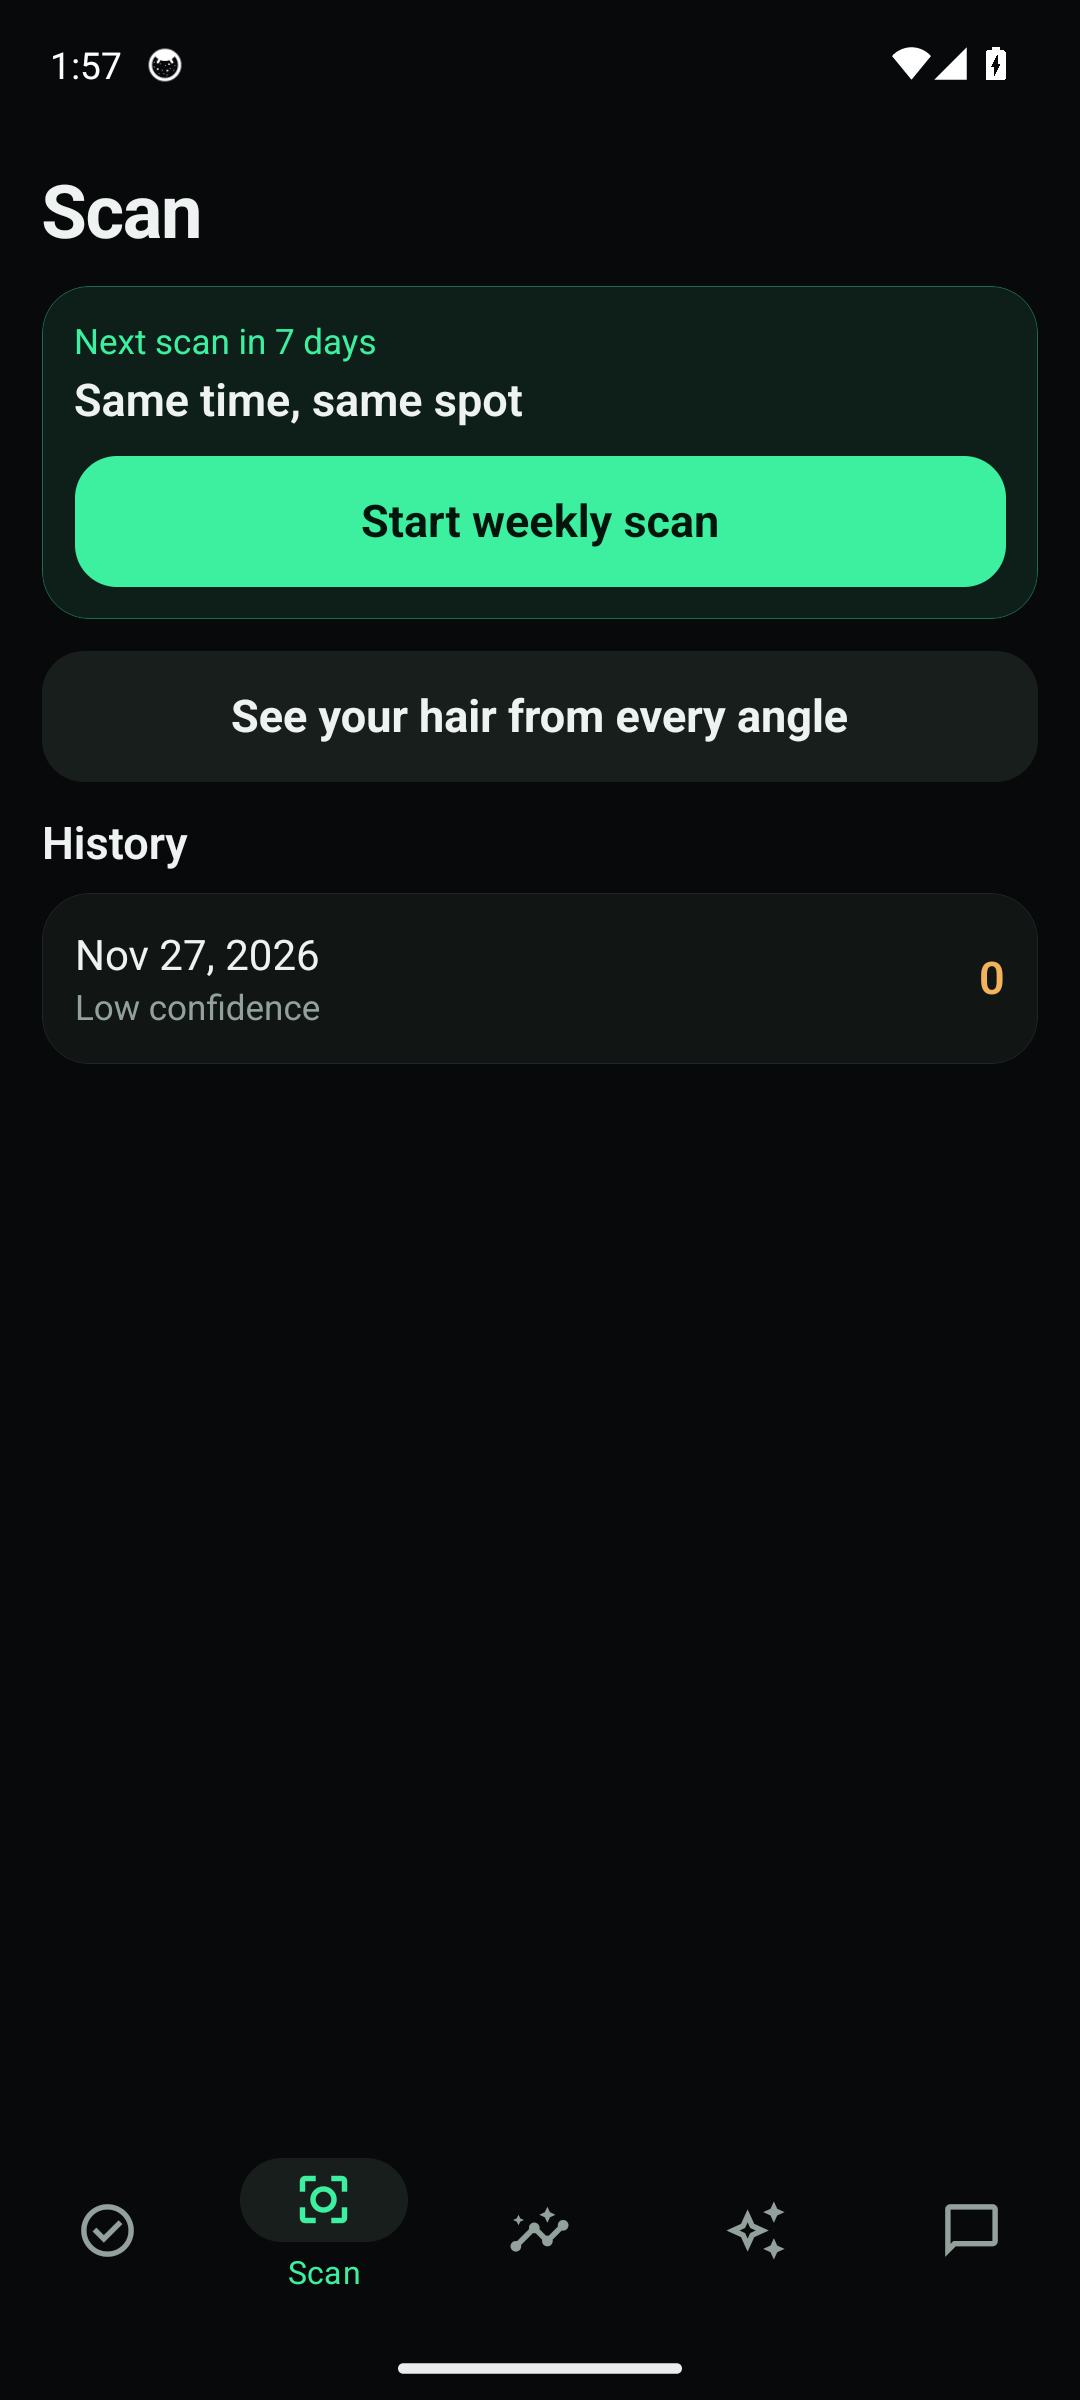 1:57
Scan
Next scan in 7 days
Same time, same spot
Start weekly scan
See your hair from every angle
History
Nov 27, 2026
0
Low confidence
Scan